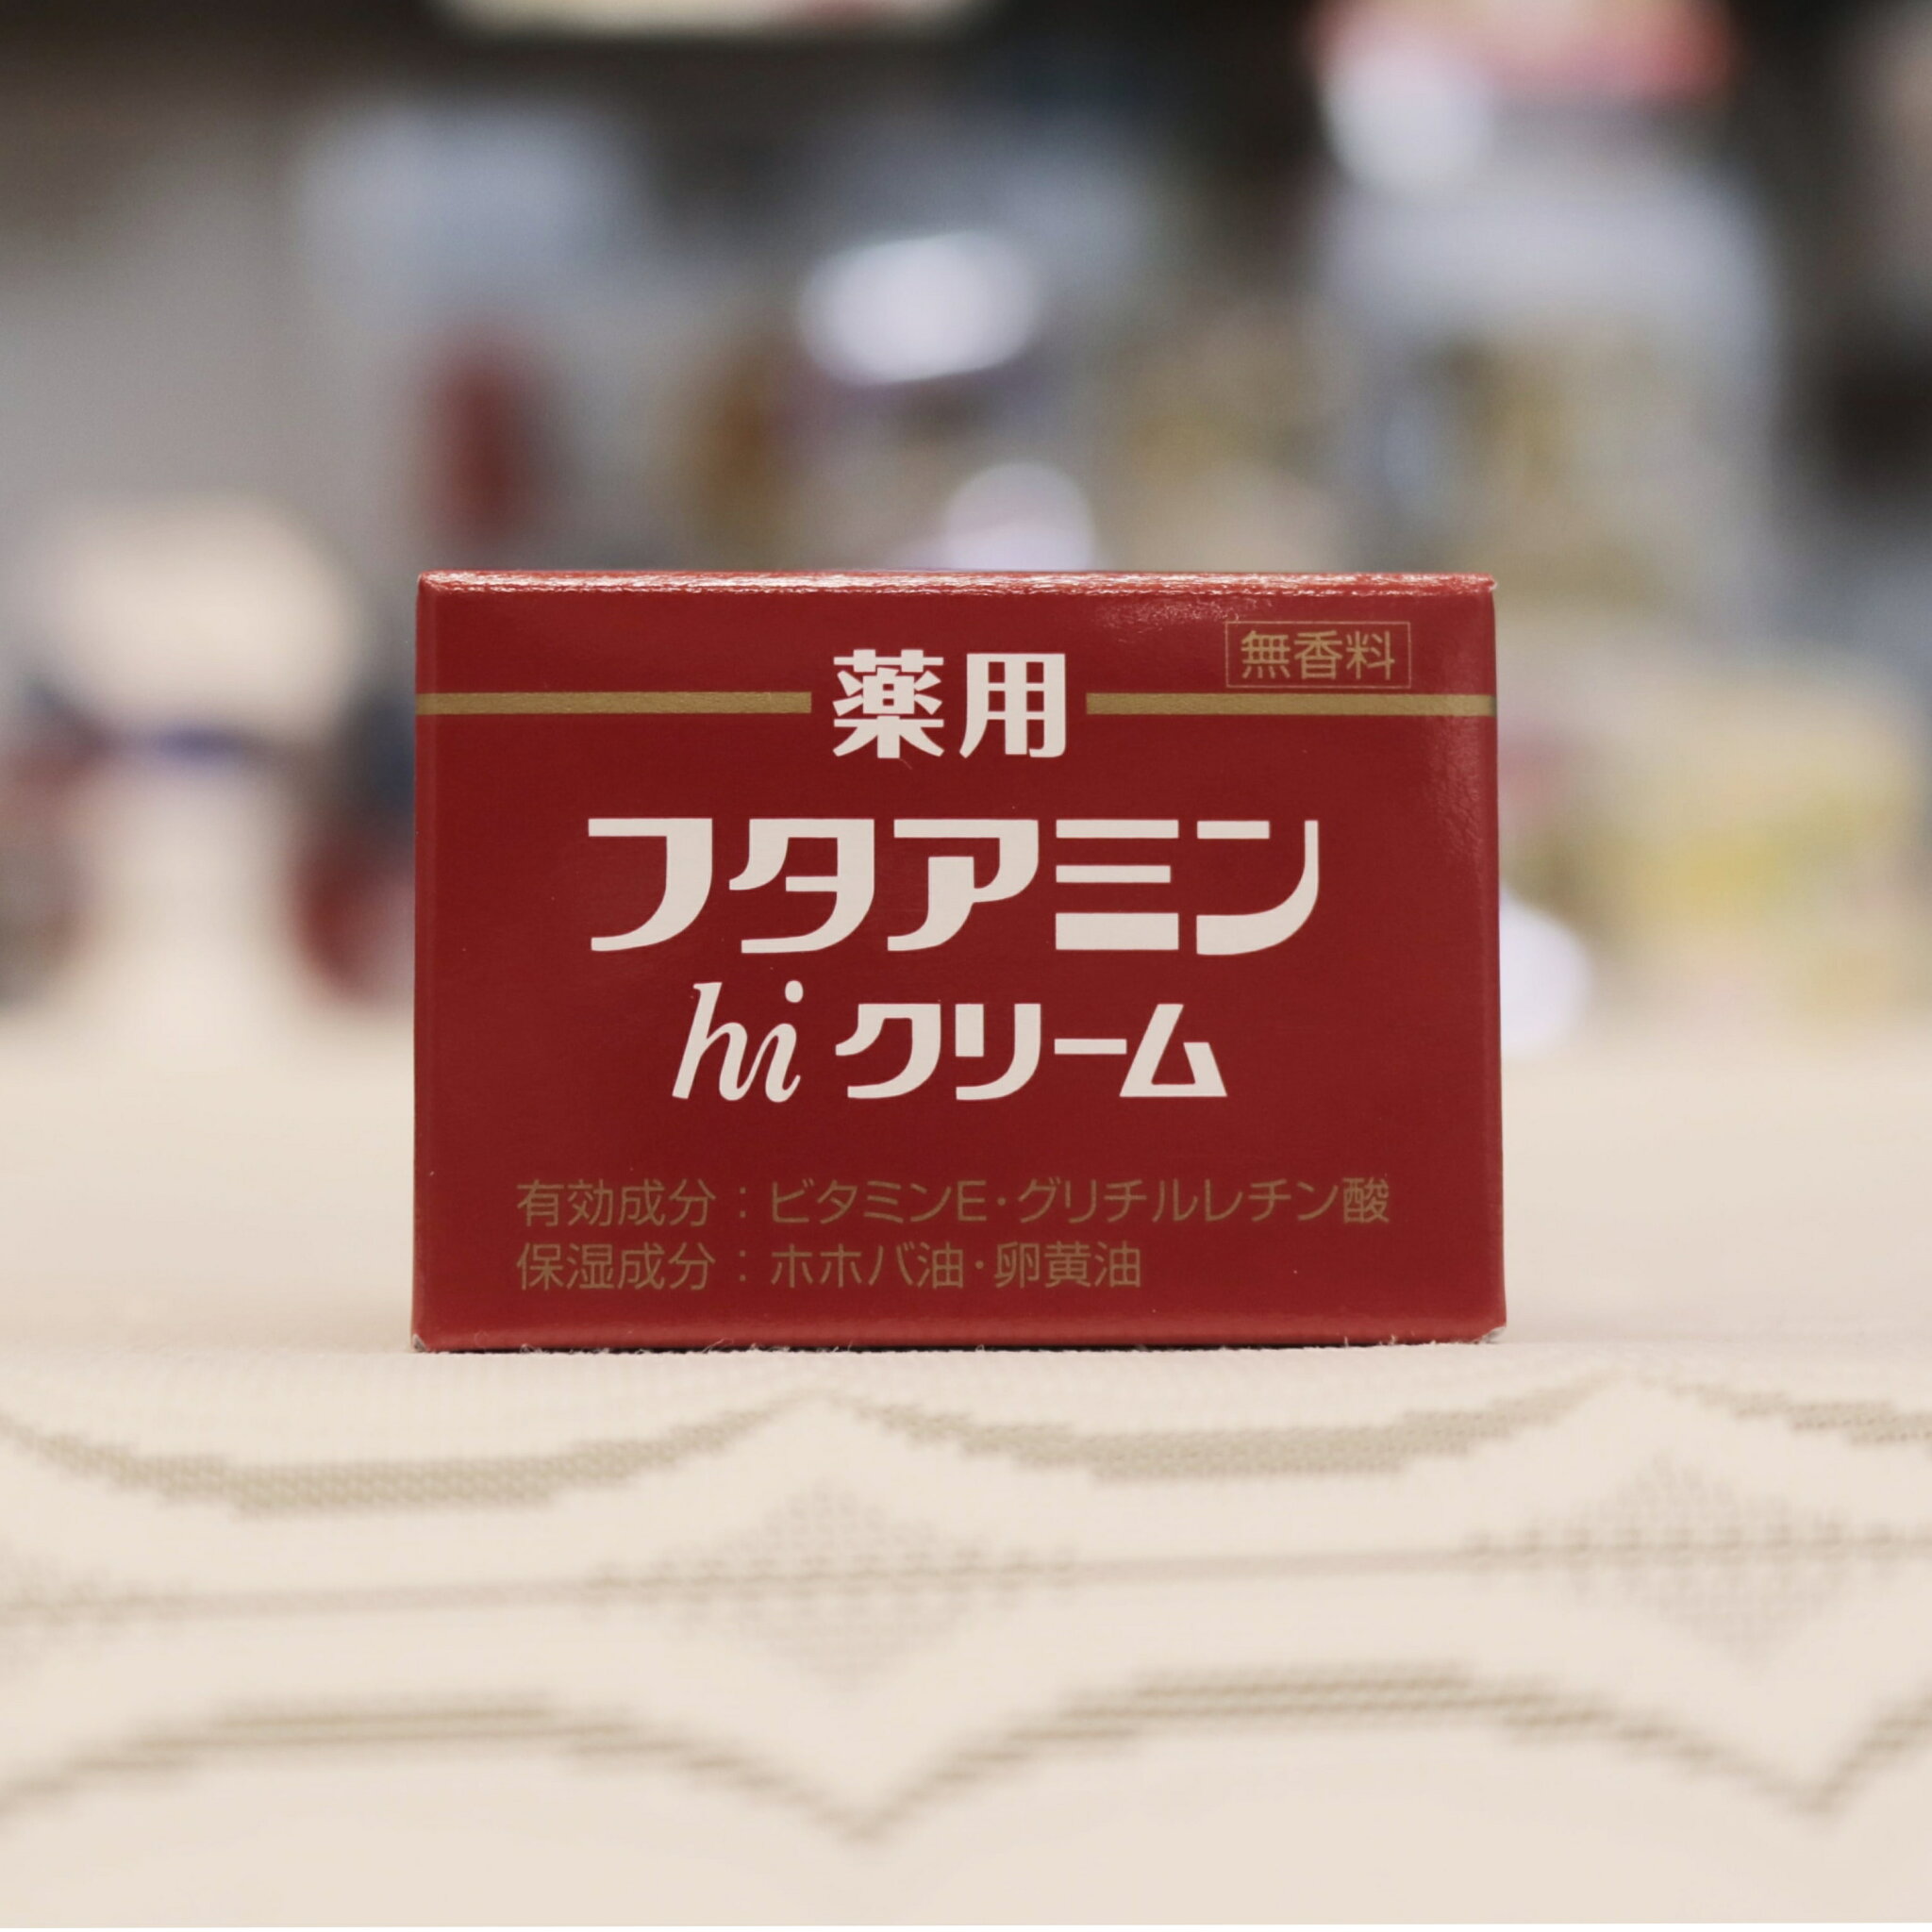 無香料
薬用
フタアミン
hiクリーム
有効成分：ビタミンE・グリチルレチン酸
保湿成分：ホホバ油・卵黄油